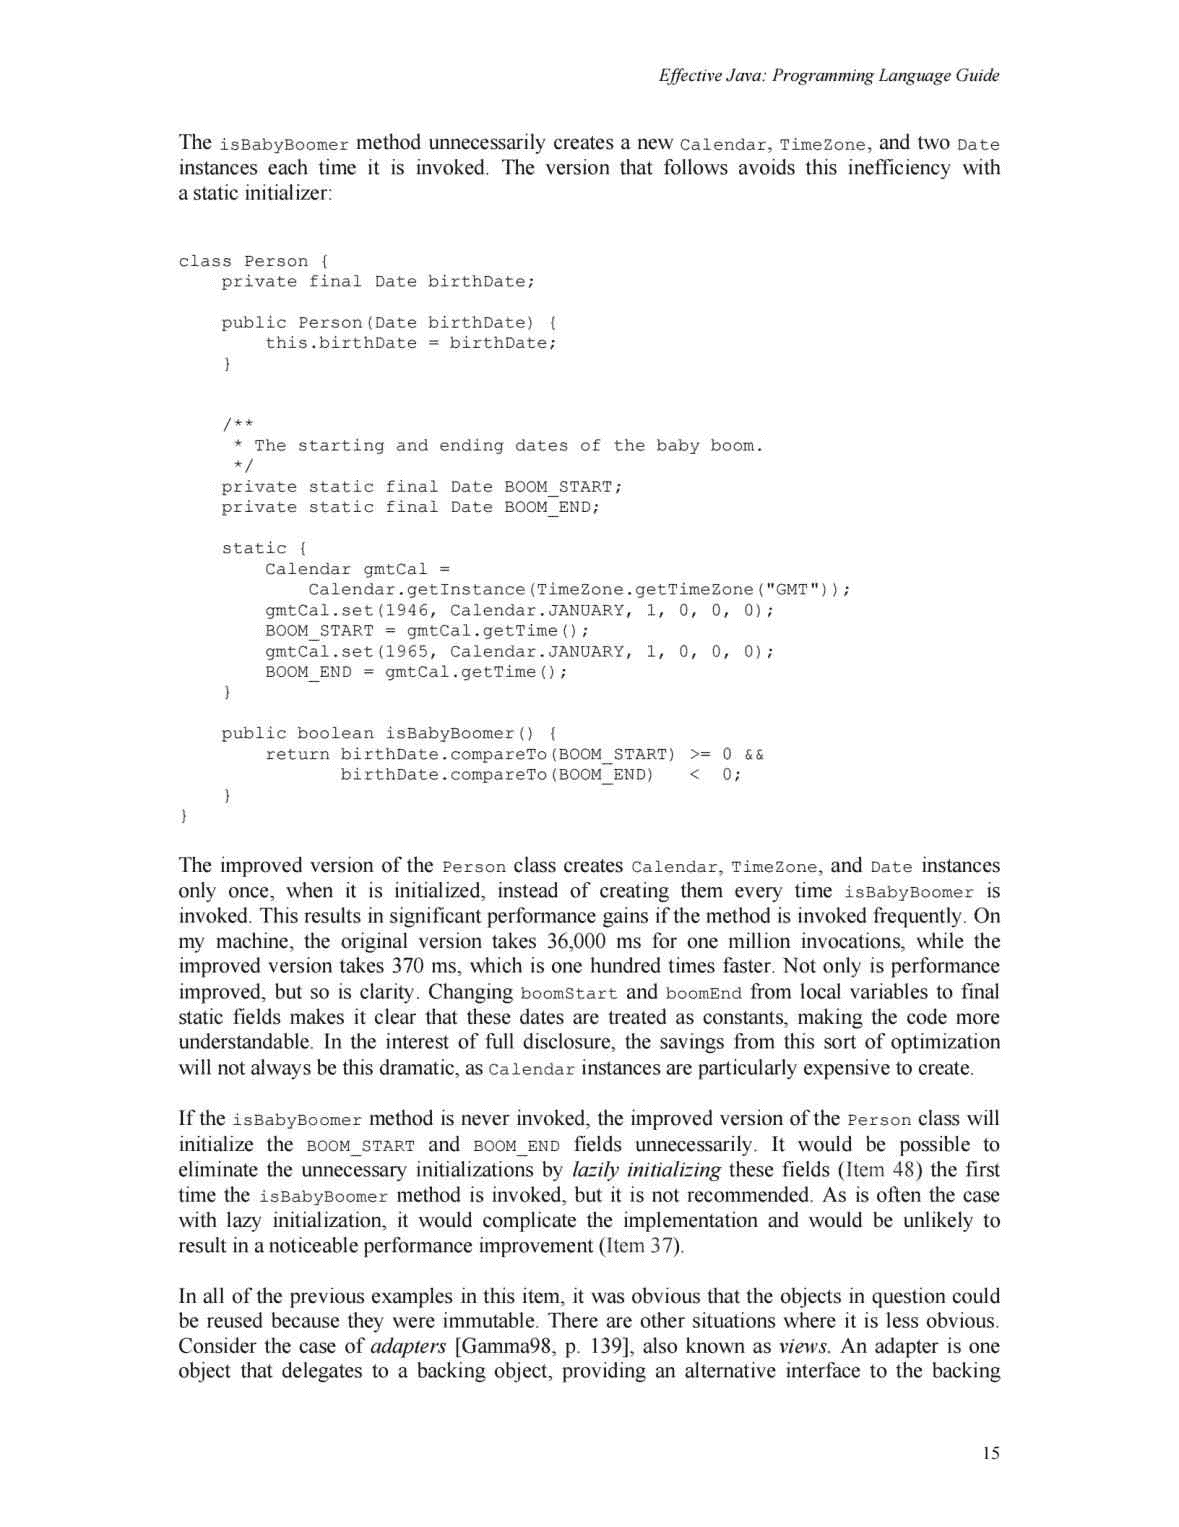 Effective Java: Programming Language Guide
The isBabyBoomer method unnecessarily creates a new Calendar, TimeZone, and two Date
instances each time it is invoked. The version that follows avoids this inefficiency with
a static initializer:
class Person {
    private final Date birthDate;
    public Person(Date birthDate) {
        this.birthDate = birthDate;
    }
    /**
     * The starting and ending dates of the baby boom.
     */
    private static final Date BOOM_START;
    private static final Date BOOM_END;
    static {
        Calendar gmtCal =
            Calendar.getInstance(TimeZone.getTimeZone("GMT"));
        gmtCal.set(1946, Calendar.JANUARY, 1, 0, 0, 0);
        BOOM_START = gmtCal.getTime();
        gmtCal.set(1965, Calendar.JANUARY, 1, 0, 0, 0);
        BOOM_END = gmtCal.getTime();
    }
    public boolean isBabyBoomer() {
        return birthDate.compareTo(BOOM_START) >= 0 &&
               birthDate.compareTo(BOOM_END)   <  0;
    }
}
The improved version of the Person class creates Calendar, TimeZone, and Date instances
only once, when it is initialized, instead of creating them every time isBabyBoomer is
invoked. This results in significant performance gains if the method is invoked frequently. On
my machine, the original version takes 36,000 ms for one million invocations, while the
improved version takes 370 ms, which is one hundred times faster. Not only is performance
improved, but so is clarity. Changing boomStart and boomEnd from local variables to final
static fields makes it clear that these dates are treated as constants, making the code more
understandable. In the interest of full disclosure, the savings from this sort of optimization
will not always be this dramatic, as Calendar instances are particularly expensive to create.
If the isBabyBoomer method is never invoked, the improved version of the Person class will
initialize the BOOM_START and BOOM_END fields unnecessarily. It would be possible to
eliminate the unnecessary initializations by lazily initializing these fields (Item 48) the first
time the isBabyBoomer method is invoked, but it is not recommended. As is often the case
with lazy initialization, it would complicate the implementation and would be unlikely to
result in a noticeable performance improvement (Item 37).
In all of the previous examples in this item, it was obvious that the objects in question could
be reused because they were immutable. There are other situations where it is less obvious.
Consider the case of adapters [Gamma98, p. 139], also known as views. An adapter is one
object that delegates to a backing object, providing an alternative interface to the backing
15